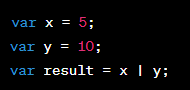 var x = 5;
var y = 10;
var result = x | y;